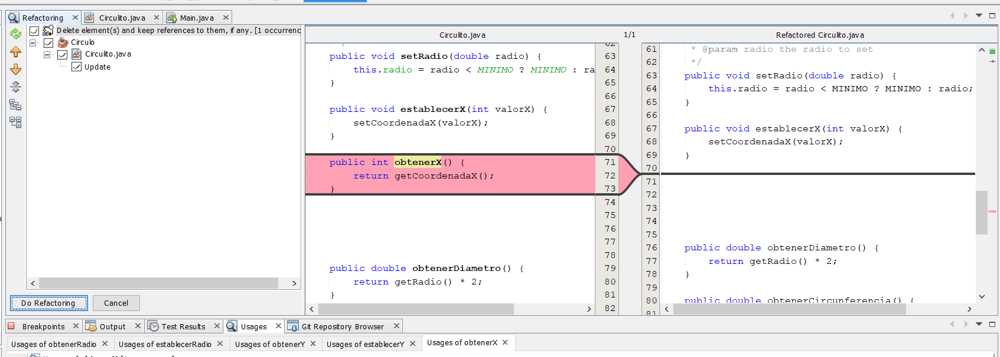 Refactoring
Circulito.java
Main.java
Delete element(s) and keep references to them, if any. [1 occurrenc
Circulo
Circulito.java
Update
Do Refactoring
Cancel
Circulito.java
1/1
Refactored Circulito.java
62
63 public void setRadio(double radio) {
64 this.radio = radio < MINIMO ? MINIMO : ra
65 }
66
67 public void establecerX(int valorX) {
68 setCoordenadaX(valorX);
69 }
70
71 public int obtenerX() {
72 return getCoordenadaX();
73 }
74
75
76
77
78
79 public double obtenerDiametro() {
80 return getRadio() * 2;
81 }
82
61 * @param radio the radio to set
62 */
63 public void setRadio(double radio) {
64 this.radio = radio < MINIMO ? MINIMO : radio;
65 }
66
67 public void establecerX(int valorX) {
68 setCoordenadaX(valorX);
69 }
70
71
72
73
74
75
76 public double obtenerDiametro() {
77 return getRadio() * 2;
78 }
79
80 public double obtenerCircunferencia() {
81
Breakpoints
Output
Test Results
Usages
Git Repository Browser
Usages of obtenerRadio
Usages of establecerRadio
Usages of obtenerY
Usages of establecerY
Usages of obtenerX